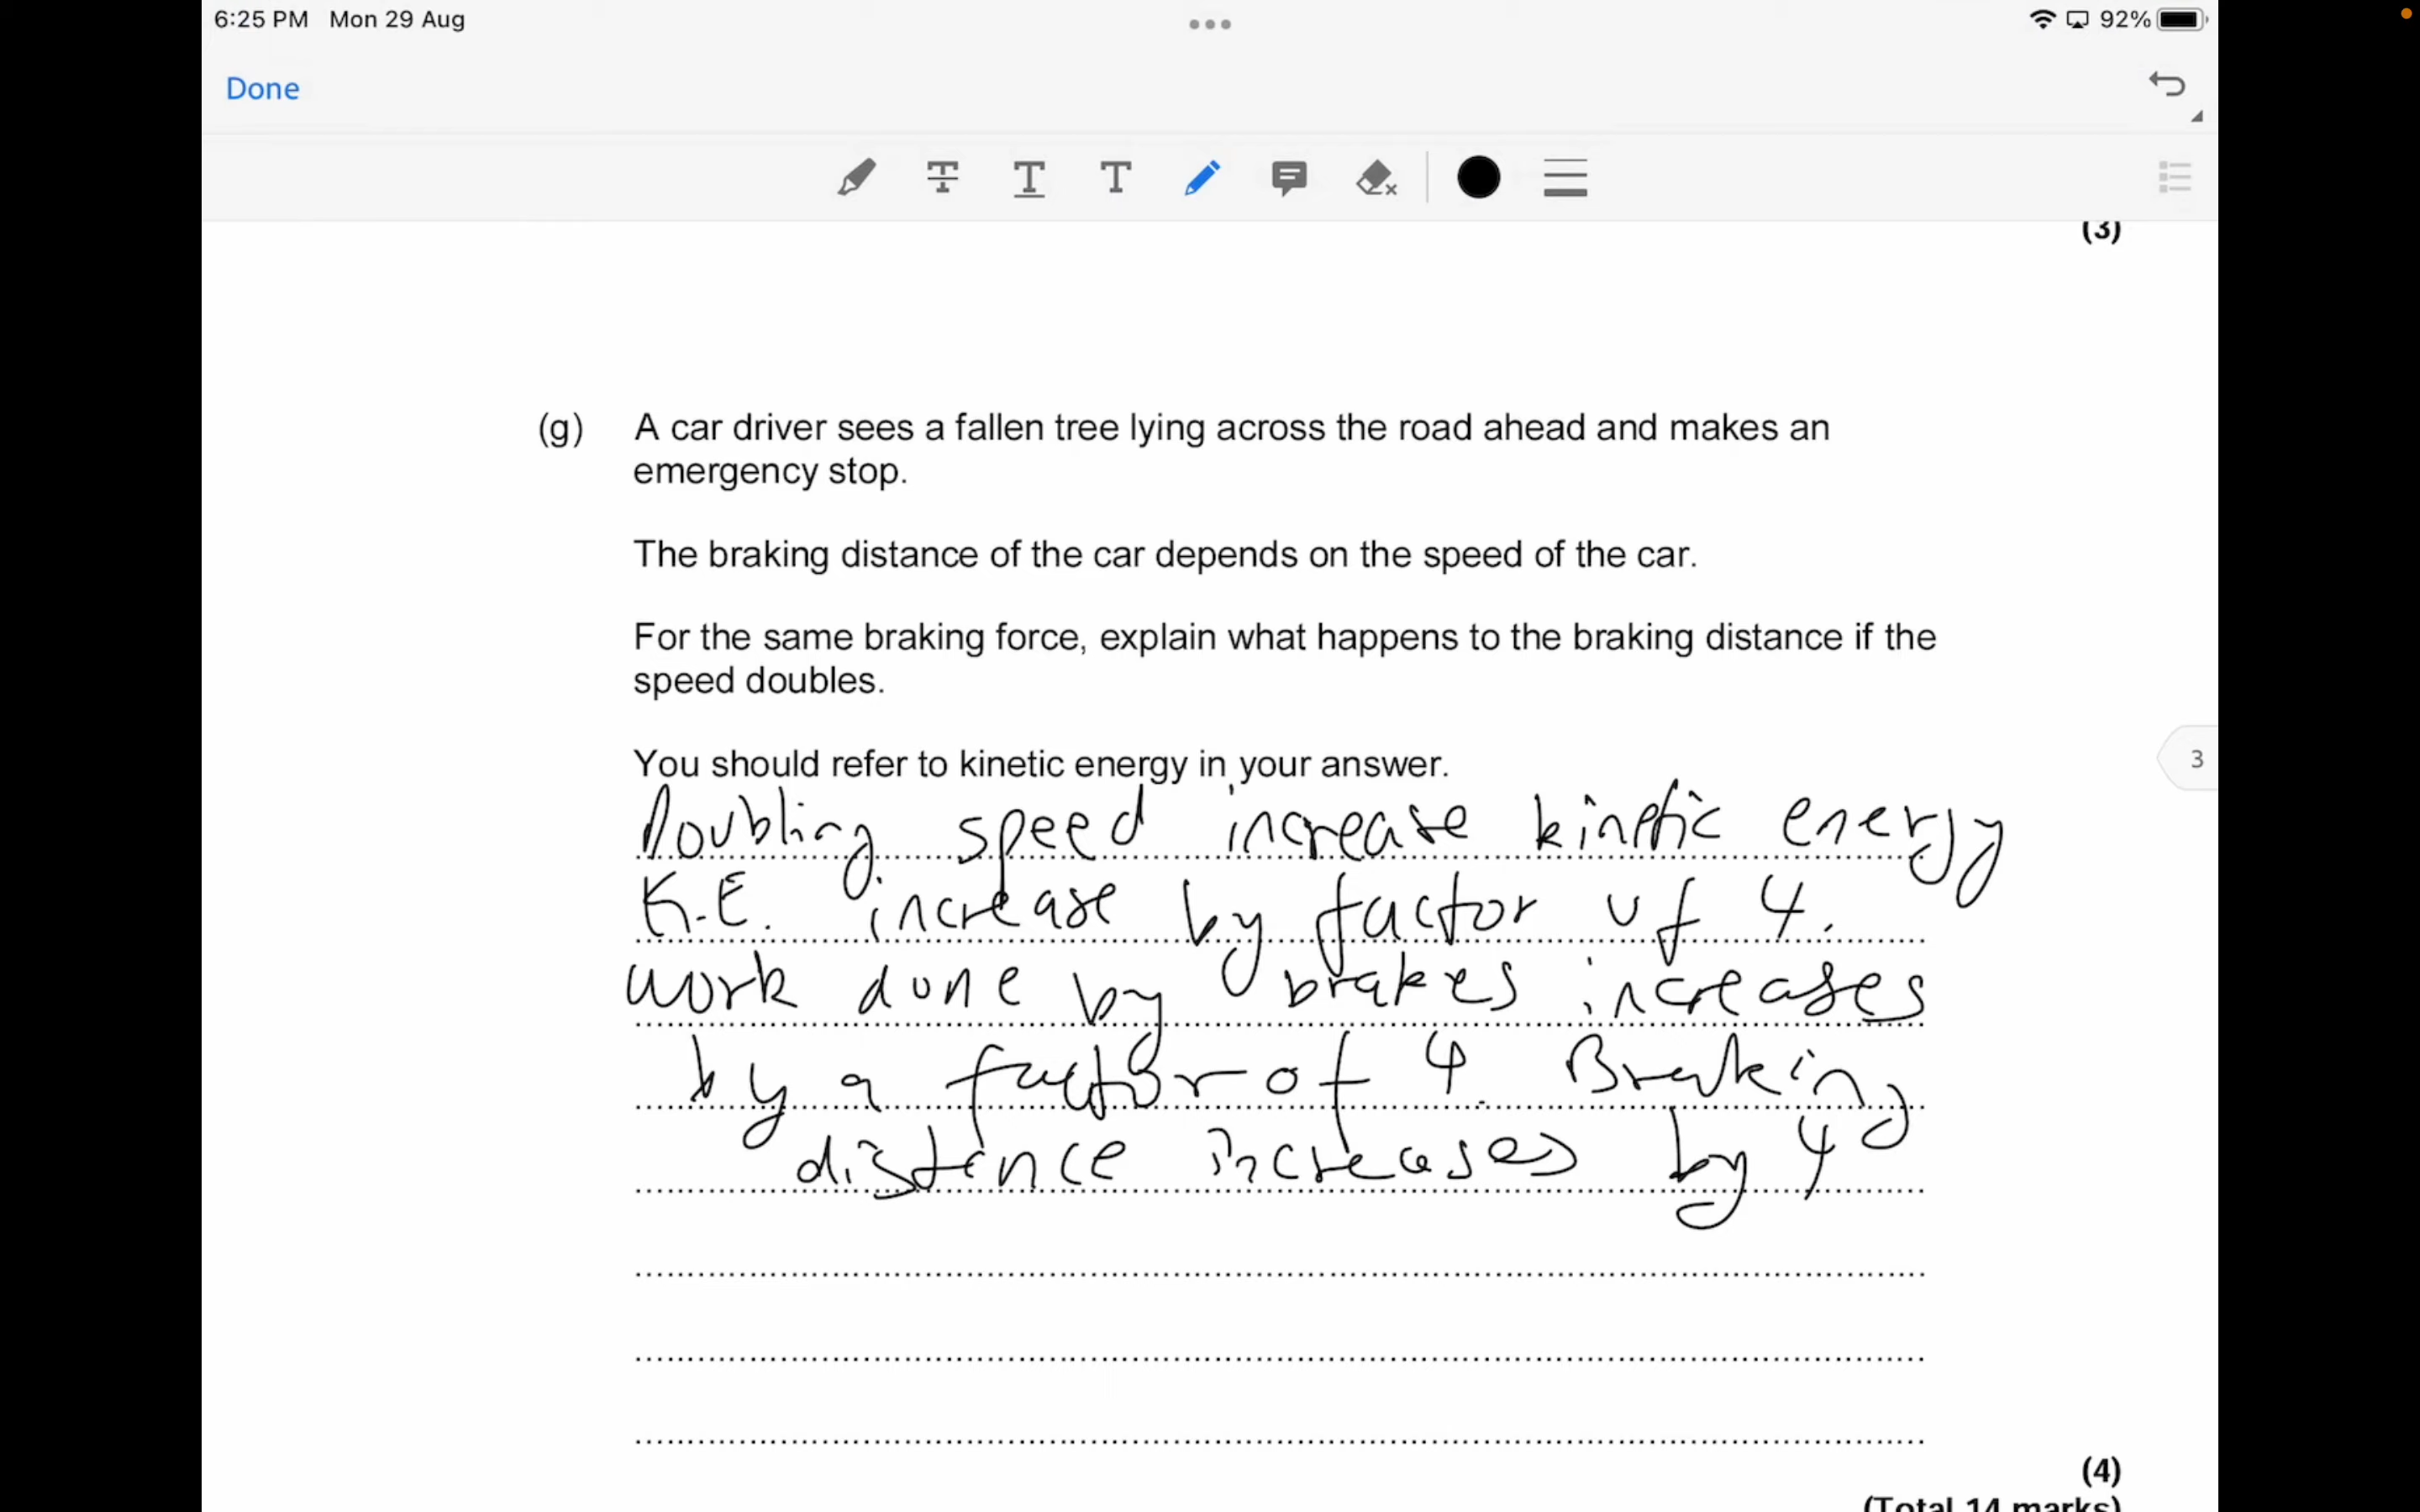 6:25 PM Mon 29 Aug
92%
Done
(3)
(g) A car driver sees a fallen tree lying across the road ahead and makes an
emergency stop.
The braking distance of the car depends on the speed of the car.
For the same braking force, explain what happens to the braking distance if the
speed doubles.
You should refer to kinetic energy in your answer.
Doubling speed increase kinetic energy
K.E. increase by factor of 4.
work done by brakes increases
by a factor of 4. Braking
distance increases by 4
3
(4)
(Total 14 marks)